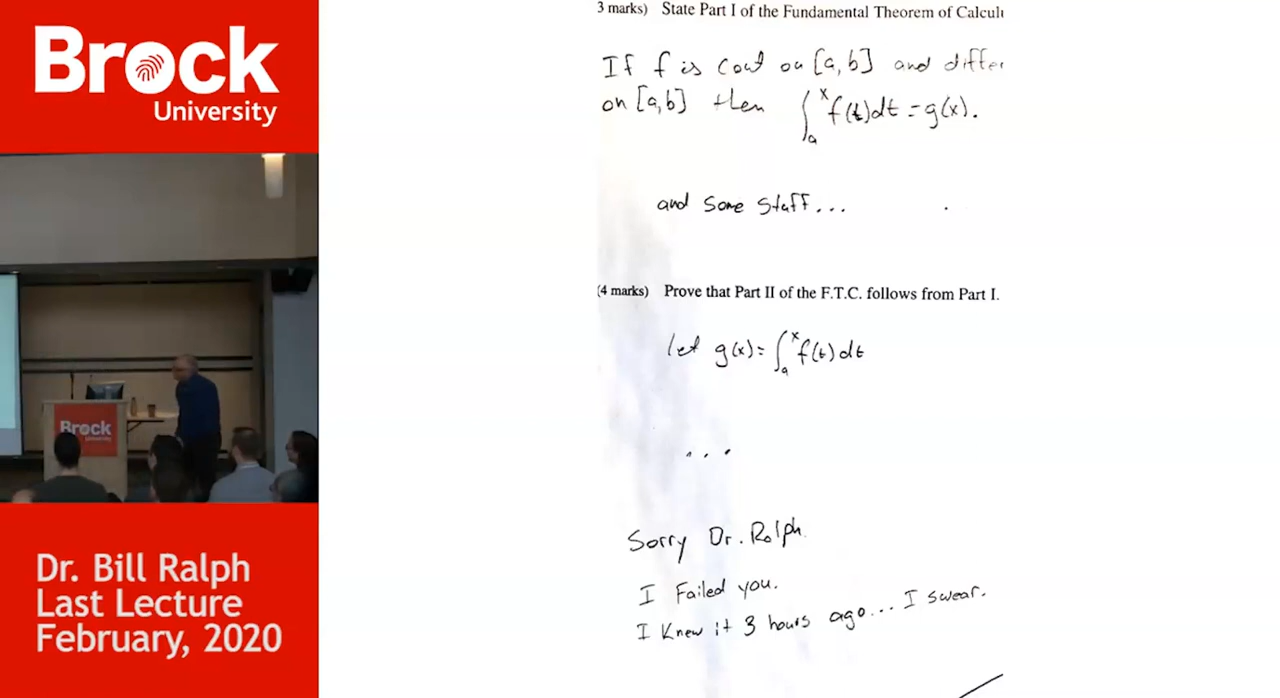 Brock
University
Brock
University
Dr. Bill Ralph
Last Lecture
February, 2020
3 marks) State Part I of the Fundamental Theorem of Calcul
If f is cont on [a,b] and differ
on [a,b] then ∫ₐˣ f(t)dt = g(x).
and some stuff...
(4 marks) Prove that Part II of the F.T.C. follows from Part I.
let g(x) = ∫ₐˣ f(t)dt
...
Sorry Dr. Ralph.
I Failed you.
I Knew it 3 hours ago... I swear.